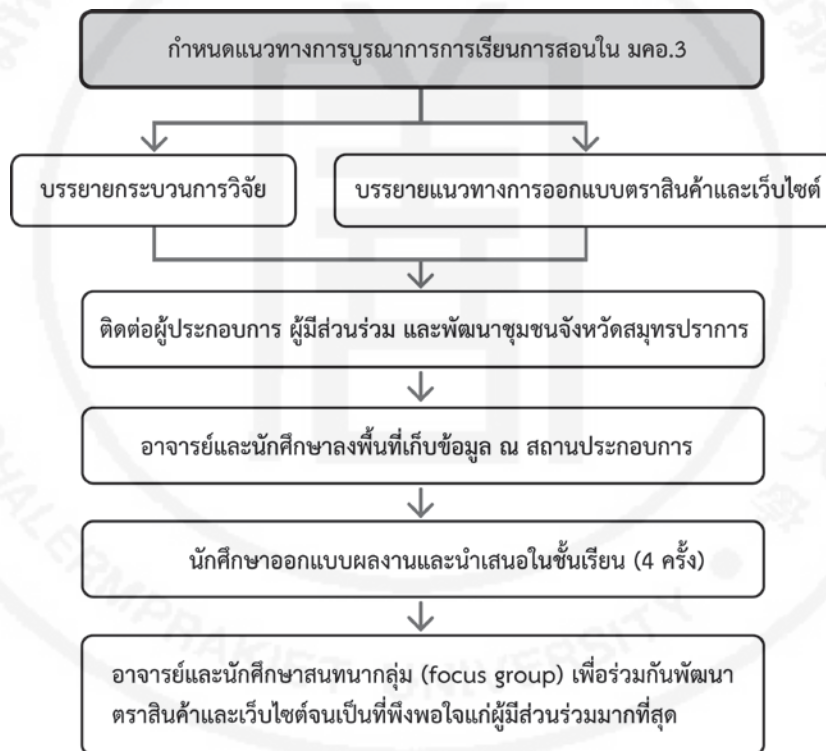 กำหนดแนวทางการบูรณาการการเรียนการสอนใน มคอ.3
บรรยายกระบวนการวิจัย
บรรยายแนวทางการออกแบบตราสินค้าและเว็บไซต์
ติดต่อผู้ประกอบการ ผู้มีส่วนร่วม และพัฒนาชุมชนจังหวัดสมุทรปราการ
อาจารย์และนักศึกษาลงพื้นที่เก็บข้อมูล ณ สถานประกอบการ
นักศึกษาออกแบบผลงานและนำเสนอในชั้นเรียน (4 ครั้ง)
อาจารย์และนักศึกษาสนทนากลุ่ม (focus group) เพื่อร่วมกันพัฒนา
ตราสินค้าและเว็บไซต์จนเป็นที่พึงพอใจแก่ผู้มีส่วนร่วมมากที่สุด